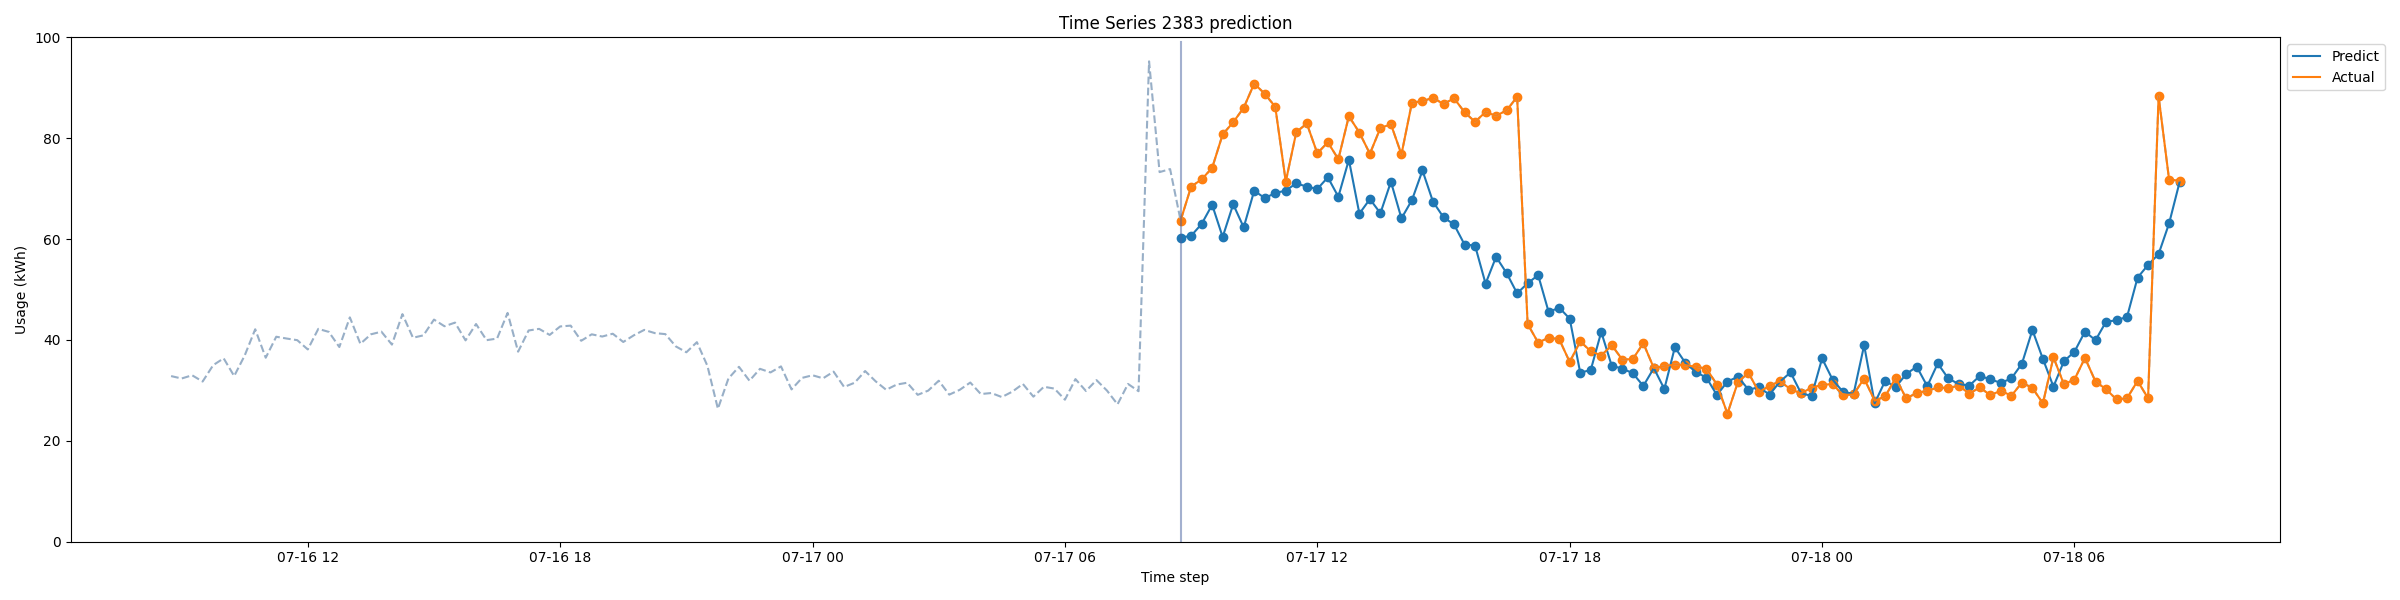 Time Series 2383 prediction
Predict
Actual
100
80
60
40
20
0
Usage (kWh)
07-16 12
07-16 18
07-17 00
07-17 06
07-17 12
07-17 18
07-18 00
07-18 06
Time step